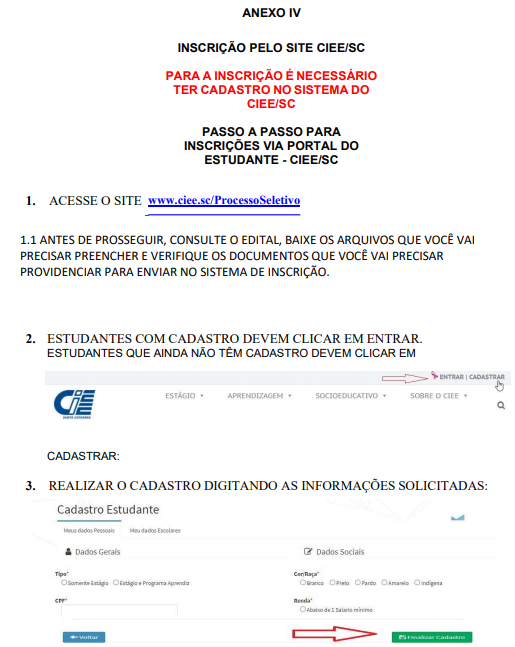 ANEXO IV
INSCRIÇÃO PELO SITE CIEE/SC
PARA A INSCRIÇÃO É NECESSÁRIO
TER CADASTRO NO SISTEMA DO
CIEE/SC
PASSO A PASSO PARA
INSCRIÇÕES VIA PORTAL DO
ESTUDANTE - CIEE/SC
1. ACESSE O SITE www.ciee.sc/ProcessoSeletivo
1.1 ANTES DE PROSSEGUIR, CONSULTE O EDITAL, BAIXE OS ARQUIVOS QUE VOCÊ VAI
PRECISAR PREENCHER E VERIFIQUE OS DOCUMENTOS QUE VOCÊ VAI PRECISAR
PROVIDENCIAR PARA ENVIAR NO SISTEMA DE INSCRIÇÃO.
2. ESTUDANTES COM CADASTRO DEVEM CLICAR EM ENTRAR.
ESTUDANTES QUE AINDA NÃO TÊM CADASTRO DEVEM CLICAR EM
ENTRAR | CADASTRAR
CIEE ESTÁGIO APRENDIZAGEM SOCIOEDUCATIVO SOBRE O CIEE
SANTA CATARINA
CADASTRAR:
3. REALIZAR O CADASTRO DIGITANDO AS INFORMAÇÕES SOLICITADAS:
Cadastro Estudante
Meus dados Pessoais Meu dados Escolares
Dados Gerais Dados Sociais
Tipo* Cor/Raça*
Somente Estágio Estágio e Programa Aprendiz Branco Preto Pardo Amarelo Indígena
CPF* Renda*
Abaixo de 1 Salario mínimo
Voltar Finalizar Cadastro